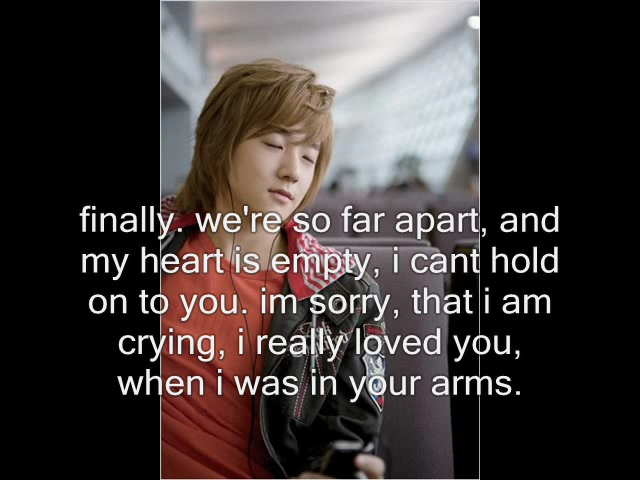 finally. we're so far apart, and
my heart is empty, i cant hold
on to you. im sorry, that i am
crying, i really loved you,
when i was in your arms.